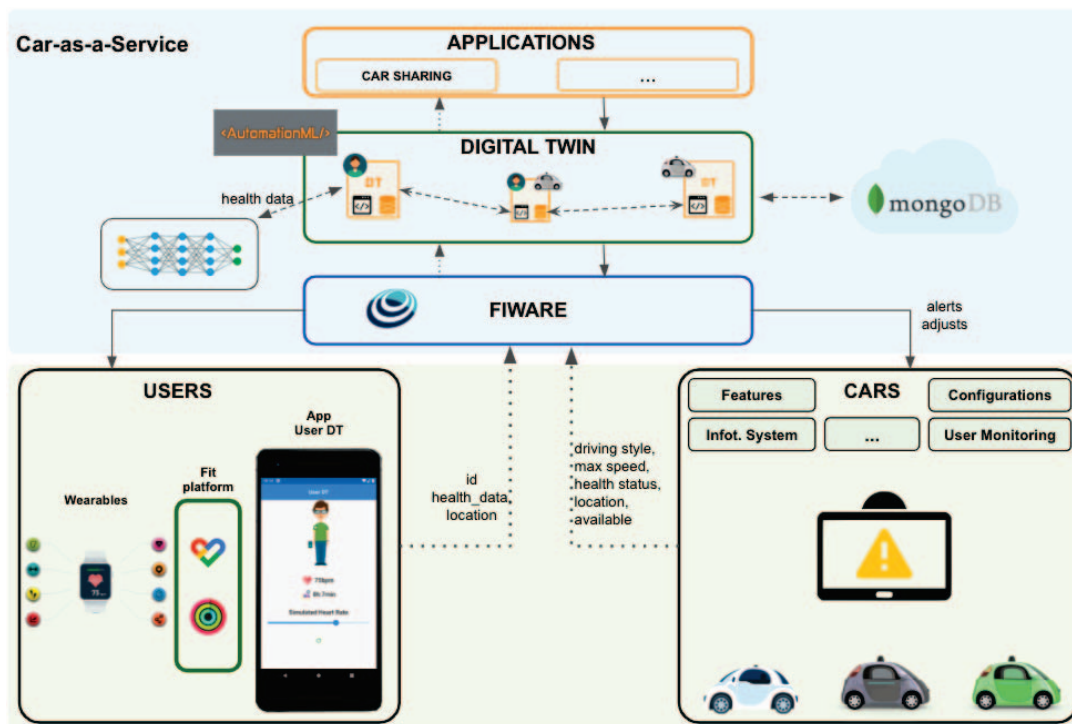 Car-as-a-Service
APPLICATIONS
CAR SHARING
...
<AutomationML/>
DIGITAL TWIN
DT
</>
</>
DT
</>
health data
mongoDB
FIWARE
alerts
adjusts
USERS
App
User DT
Fit
platform
Wearables
User DT
75bpm
Simulated Heart Rate
id
health_data,
location
driving style,
max speed,
health status,
location,
available
CARS
Features
Configurations
Infot. System
...
User Monitoring